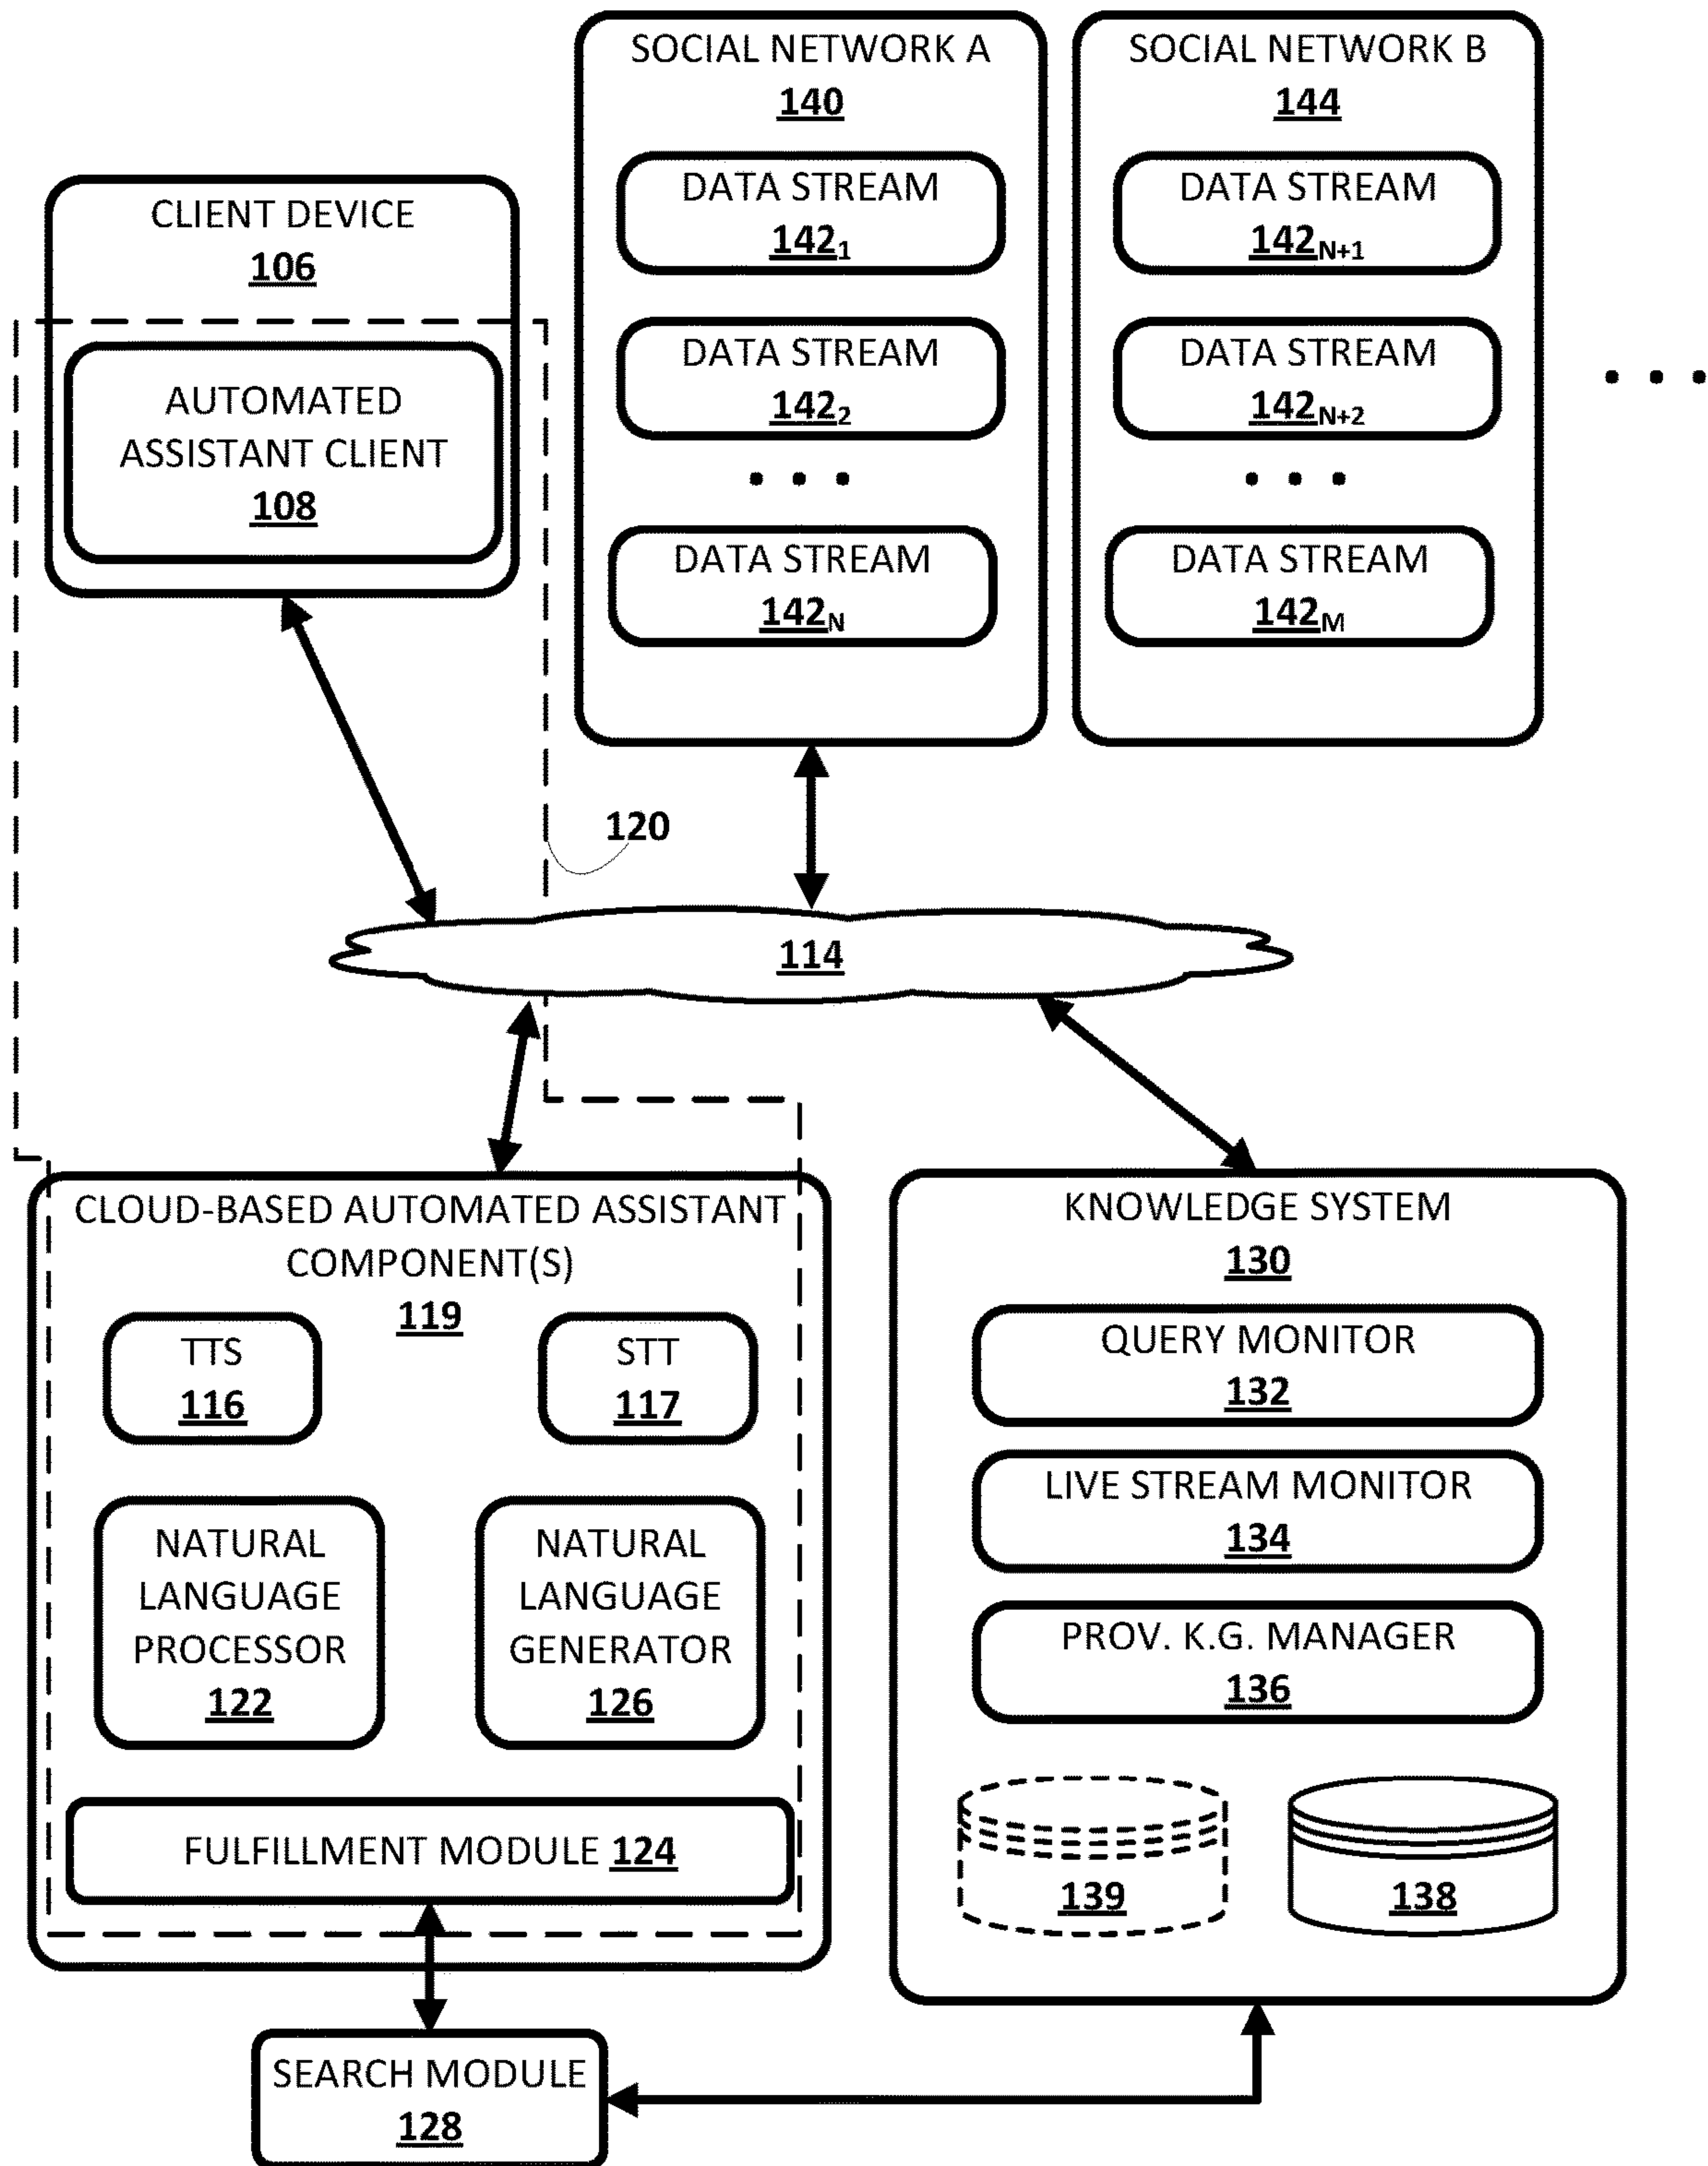 SOCIAL NETWORK A
140
DATA STREAM
142₁
DATA STREAM
142₂
. . .
DATA STREAM
142N
SOCIAL NETWORK B
144
DATA STREAM
142N+1
DATA STREAM
142N+2
. . .
DATA STREAM
142M
. . .
CLIENT DEVICE
106
AUTOMATED
ASSISTANT CLIENT
108
120
114
CLOUD-BASED AUTOMATED ASSISTANT
COMPONENT(S)
119
TTS
116
STT
117
NATURAL
LANGUAGE
PROCESSOR
122
NATURAL
LANGUAGE
GENERATOR
126
FULFILLMENT MODULE 124
KNOWLEDGE SYSTEM
130
QUERY MONITOR
132
LIVE STREAM MONITOR
134
PROV. K.G. MANAGER
136
139
138
SEARCH MODULE
128